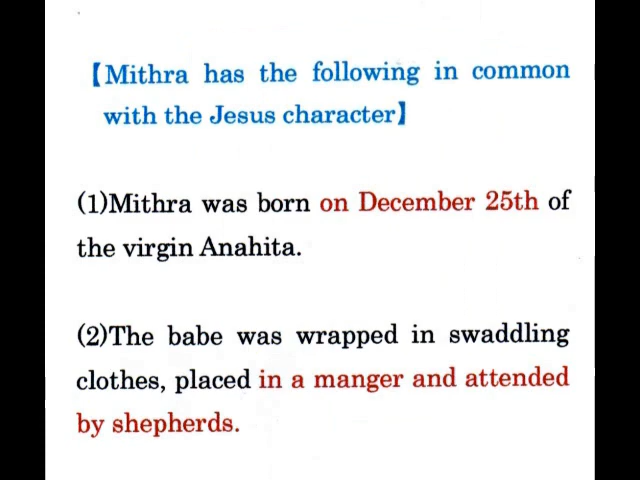 【Mithra has the following in common
with the Jesus character】
(1)Mithra was born on December 25th of
the virgin Anahita.
(2)The babe was wrapped in swaddling
clothes, placed in a manger and attended
by shepherds.